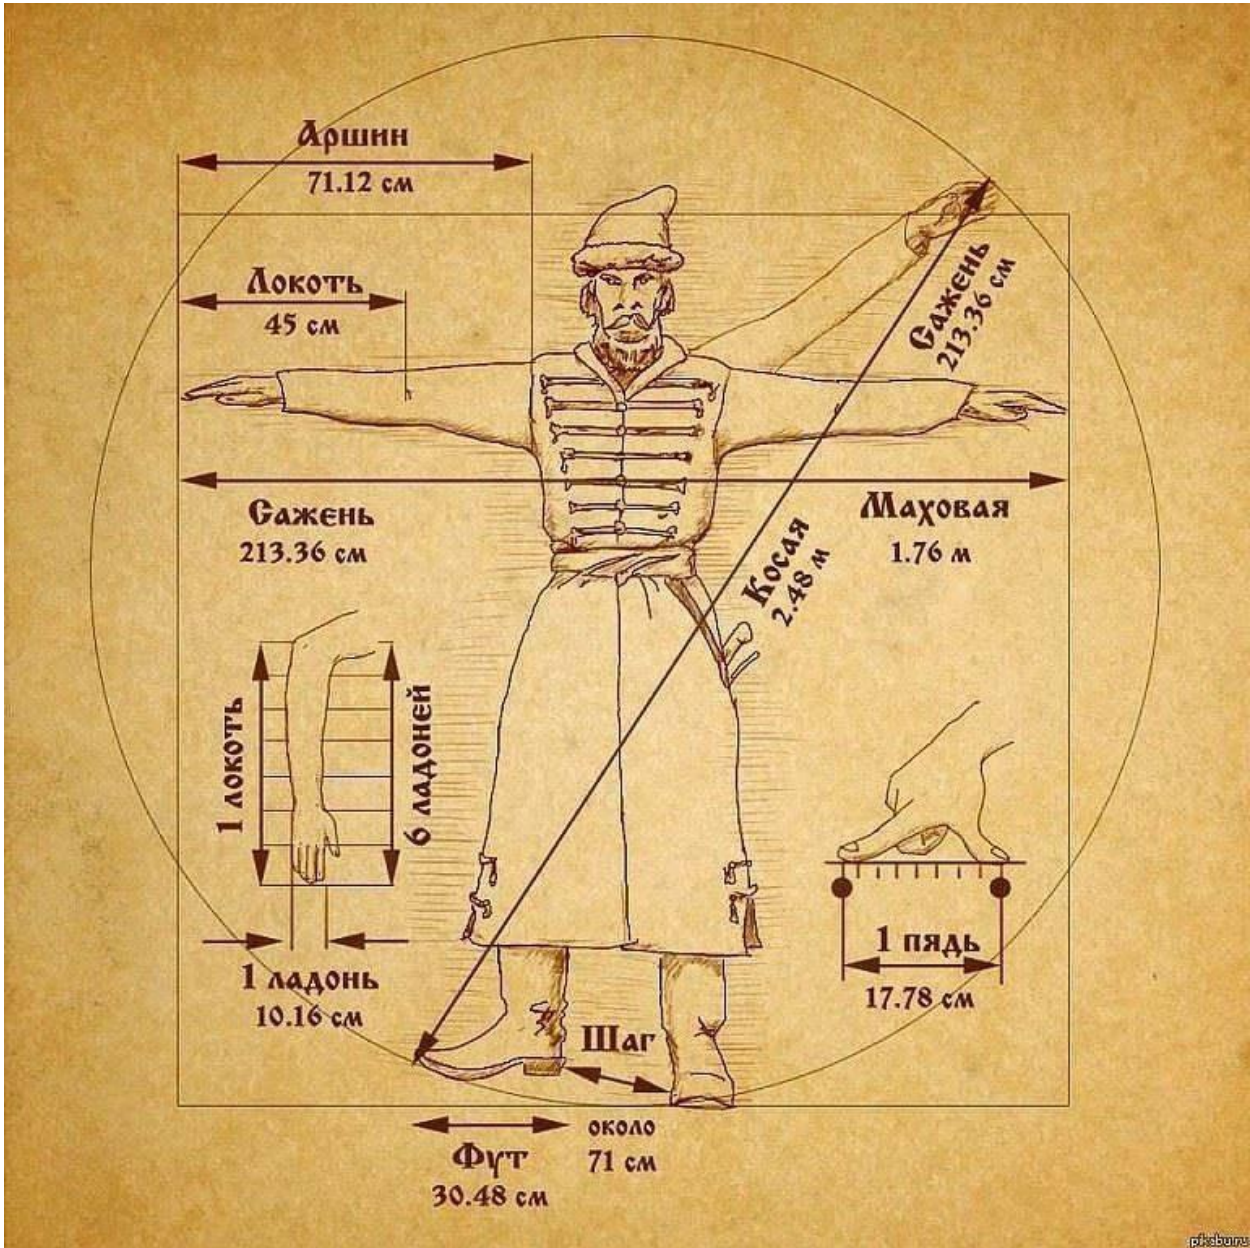 Аршин
71.12 см
Локоть
45 см
Сажень
213.36 см
Сажень
213.36 см
Маховая
1.76 м
Косая
2.48 м
1 локоть
6 ладоней
1 ладонь
10.16 см
1 пядь
17.78 см
Шаг
около
71 см
Фут
30.48 см
pikabu.ru